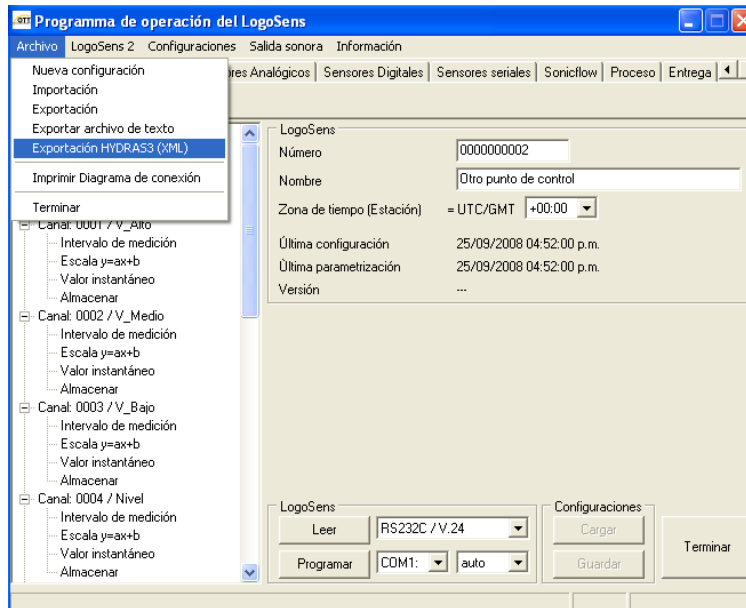 OTT Programa de operación del LogoSens
Archivo LogoSens 2 Configuraciones Salida sonora Información
Nueva configuración
Importación
Exportación
Exportar archivo de texto
Exportación HYDRAS3 (XML)
Imprimir Diagrama de conexión
Terminar
res Analógicos Sensores Digitales Sensores seriales Sonicflow Proceso Entrega
Canal: 0001 / V_Alto
Intervalo de medición
Escala y=ax+b
Valor instantáneo
Almacenar
Canal: 0002 / V_Medio
Intervalo de medición
Escala y=ax+b
Valor instantáneo
Almacenar
Canal: 0003 / V_Bajo
Intervalo de medición
Escala y=ax+b
Valor instantáneo
Almacenar
Canal: 0004 / Nivel
Intervalo de medición
Escala y=ax+b
Valor instantáneo
Almacenar
LogoSens
Número 0000000002
Nombre Otro punto de control
Zona de tiempo (Estación) = UTC/GMT +00:00
Última configuración 25/09/2008 04:52:00 p.m.
Ùltima parametrización 25/09/2008 04:52:00 p.m.
Versión ---
LogoSens
Leer RS232C / V.24
Programar COM1: auto
Configuraciones
Cargar
Guardar
Terminar